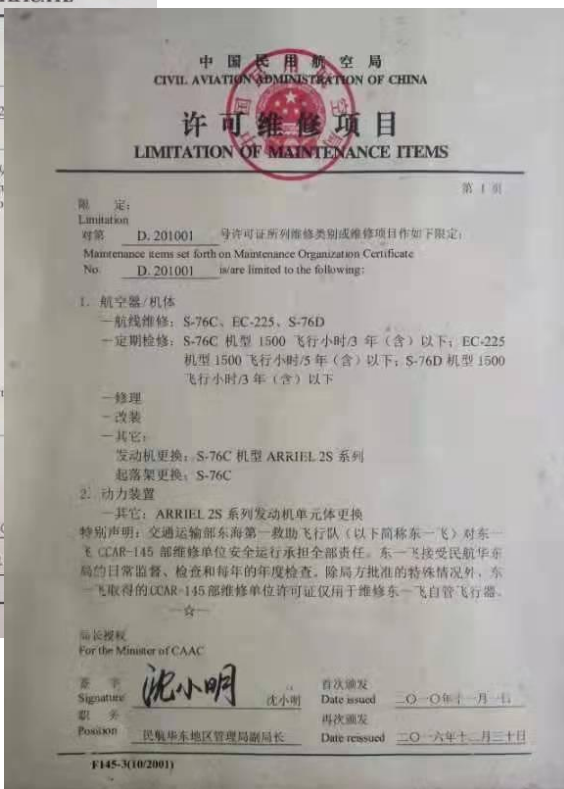 中国民用航空局
CIVIL AVIATION ADMINISTRATION OF CHINA
许可维修项目
LIMITATION OF MAINTENANCE ITEMS
第 1 页
限 定:
Limitation
对第 D.201001 号许可证所列维修类别或维修项目作如下限定:
Maintenance items set forth on Maintenance Organization Certificate
No. D.201001 is/are limited to the following:
1. 航空器/机体
—航线维修: S-76C、EC-225、S-76D
—定期检修: S-76C 机型 1500 飞行小时/3 年（含）以下; EC-225
机型 1500 飞行小时/5 年（含）以下; S-76D 机型 1500
飞行小时/3 年（含）以下
—修理
—改装
—其它:
发动机更换: S-76C 机型 ARRIEL 2S 系列
起落架更换: S-76C
2. 动力装置
—其它: ARRIEL 2S 系列发动机单元体更换
特别声明: 交通运输部东海第一救助飞行队（以下简称东一飞）对东一
飞 CCAR-145 部维修单位安全运行承担全部责任。东一飞接受民航华东
局的日常监督、检查和每年的年度检查。除局方批准的特殊情况外, 东
一飞取得的 CCAR-145 部维修单位许可证仅用于维修东一飞自管飞行器。
—☆—
局长授权
For the Minister of CAAC
签 字
Signature 沈小明 沈小明
首次颁发
Date issued 二〇一〇年十一月一日
职 务
Position 民航华东地区管理局副局长
再次颁发
Date reissued 二〇一六年十二月三十日
F145-3(10/2001)